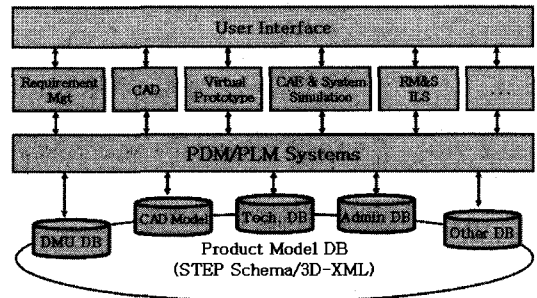 User Interface
Requirement
Mgt
CAD
Virtual
Prototype
CAE & System
Simulation
RM&S
ILS
...
PDM/PLM Systems
DMU DB
CAD Model
Tech. DB
Admin DB
Other DB
Product Model DB
(STEP Schema/3D-XML)